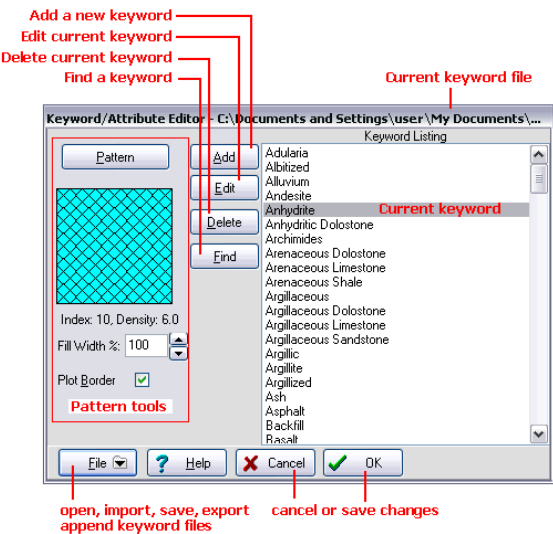 Add a new keyword
Edit current keyword
Delete current keyword
Find a keyword
Current keyword file
Keyword/Attribute Editor - C:\Documents and Settings\user\My Documents\...
Keyword Listing
Pattern
Add
Edit
Delete
Find
Adularia
Albitized
Alluvium
Andesite
Anhydrite
Current keyword
Anhydritic Dolostone
Archimides
Arenaceous Dolostone
Arenaceous Limestone
Arenaceous Shale
Argillaceous
Argillaceous Dolostone
Argillaceous Limestone
Argillaceous Sandstone
Argillic
Argillite
Argillized
Ash
Asphalt
Backfill
Basalt
Index: 10, Density: 6.0
Fill Width %: 100
Plot Border
Pattern tools
File
Help
Cancel
OK
open, import, save, export
append keyword files
cancel or save changes